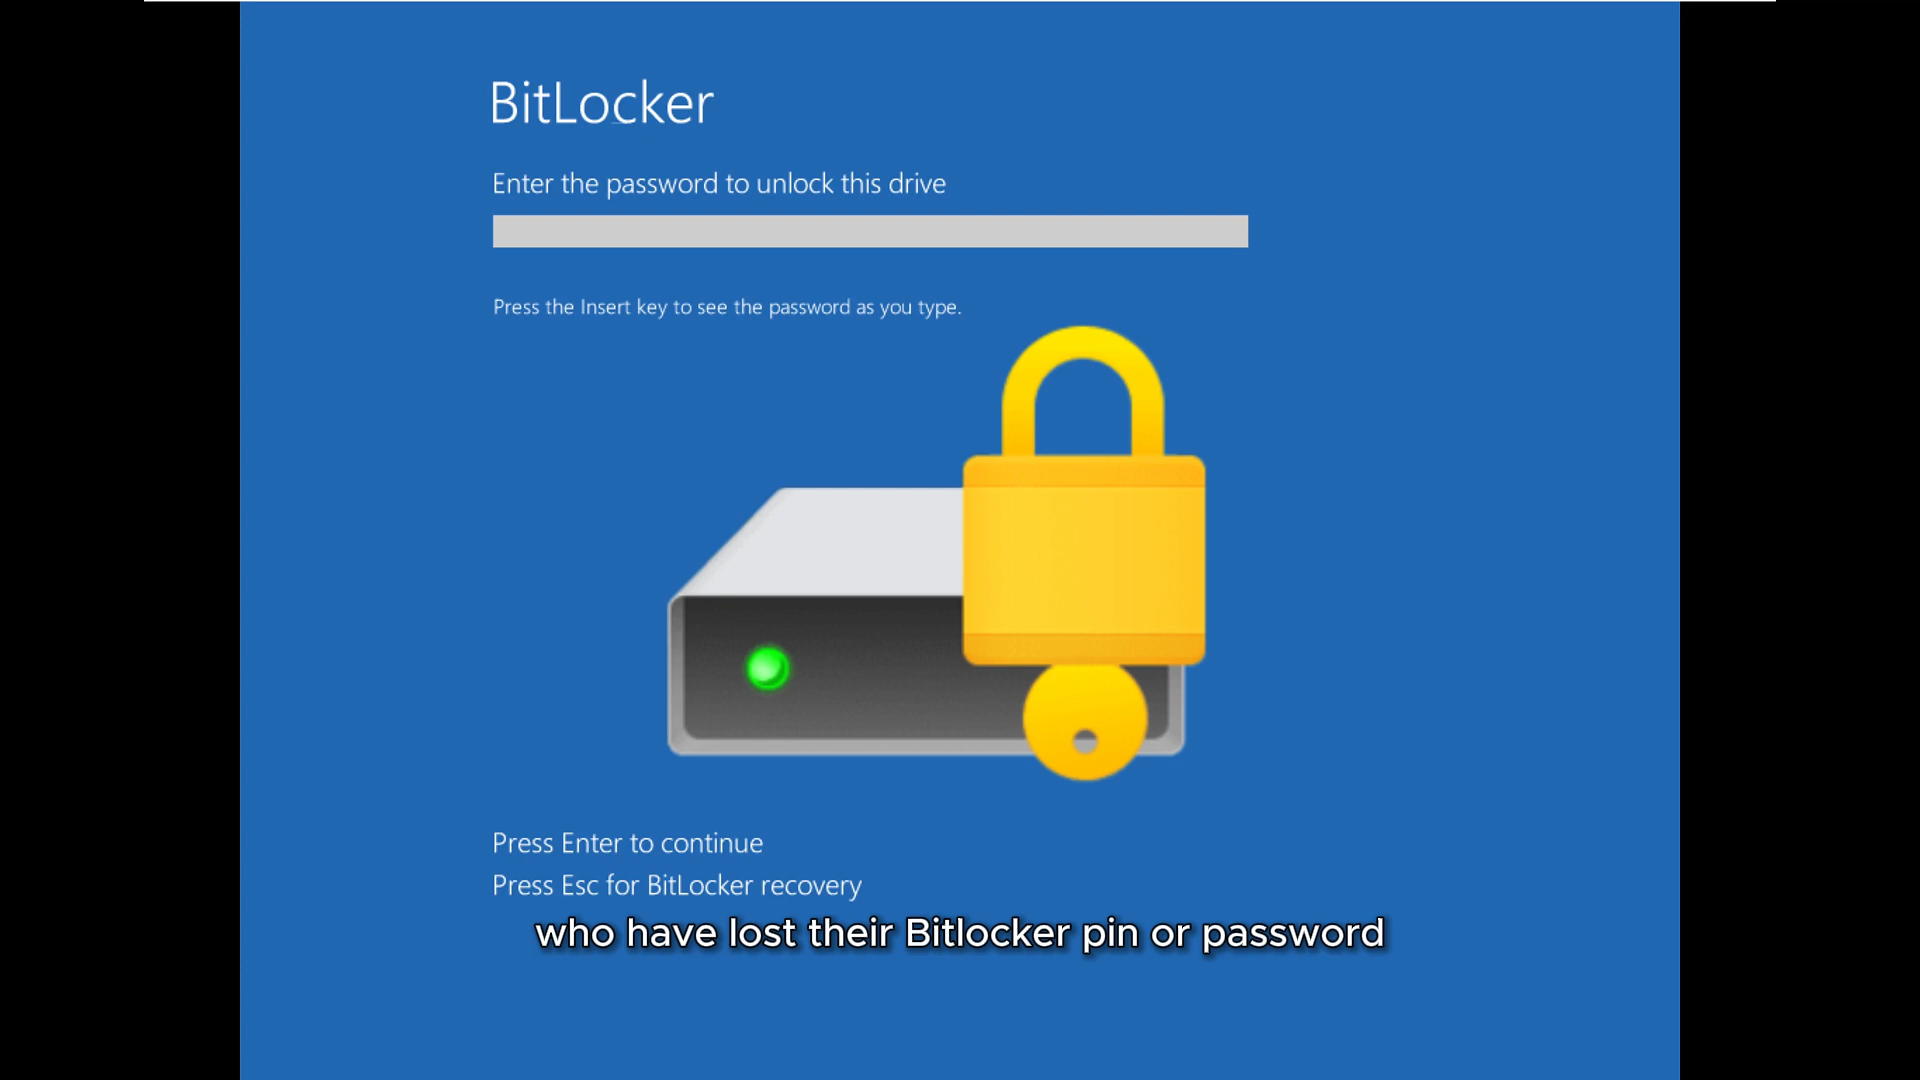 BitLocker
Enter the password to unlock this drive
Press the Insert key to see the password as you type.
Press Enter to continue
Press Esc for BitLocker recovery
who have lost their Bitlocker pin or password